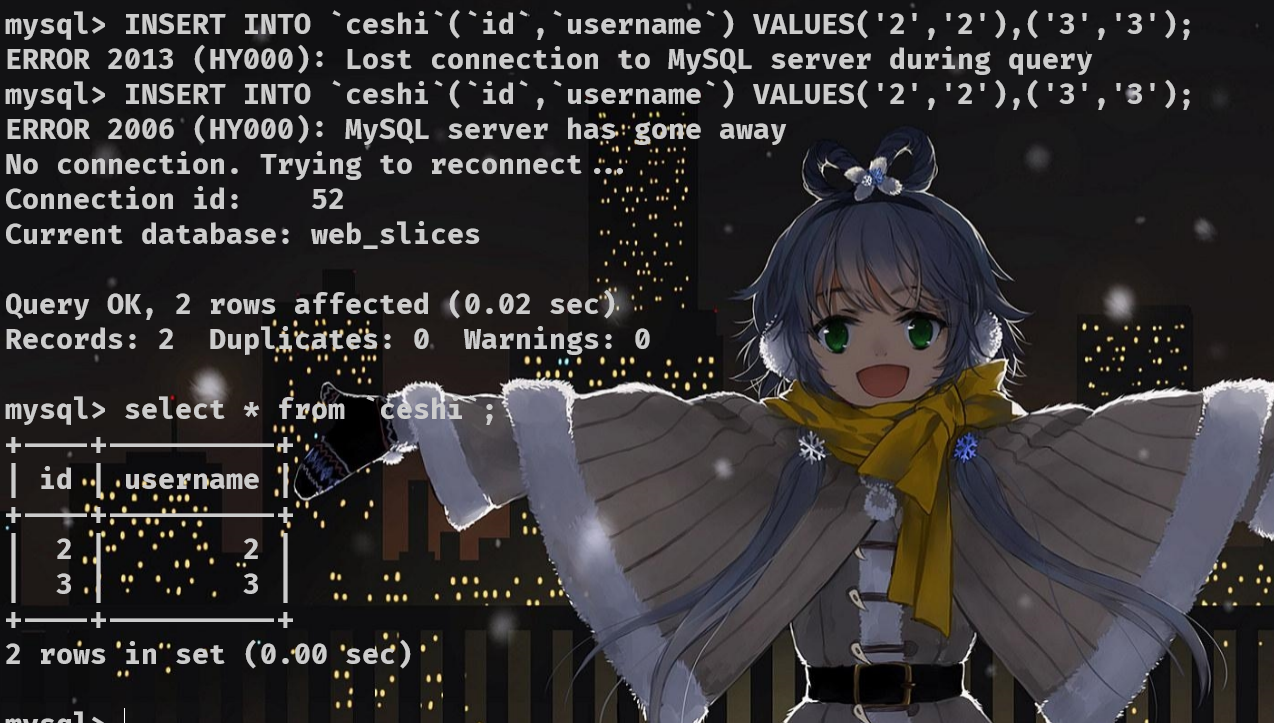 mysql> INSERT INTO `ceshi`(`id`,`username`) VALUES('2','2'),('3','3');
ERROR 2013 (HY000): Lost connection to MySQL server during query
mysql> INSERT INTO `ceshi`(`id`,`username`) VALUES('2','2'),('3','3');
ERROR 2006 (HY000): MySQL server has gone away
No connection. Trying to reconnect...
Connection id:    52
Current database: web_slices

Query OK, 2 rows affected (0.02 sec)
Records: 2  Duplicates: 0  Warnings: 0

mysql> select * from  ceshi ;
+----+----------+
| id | username |
+----+----------+
|  2 |        2 |
|  3 |        3 |
+----+----------+
2 rows in set (0.00 sec)

mysql>